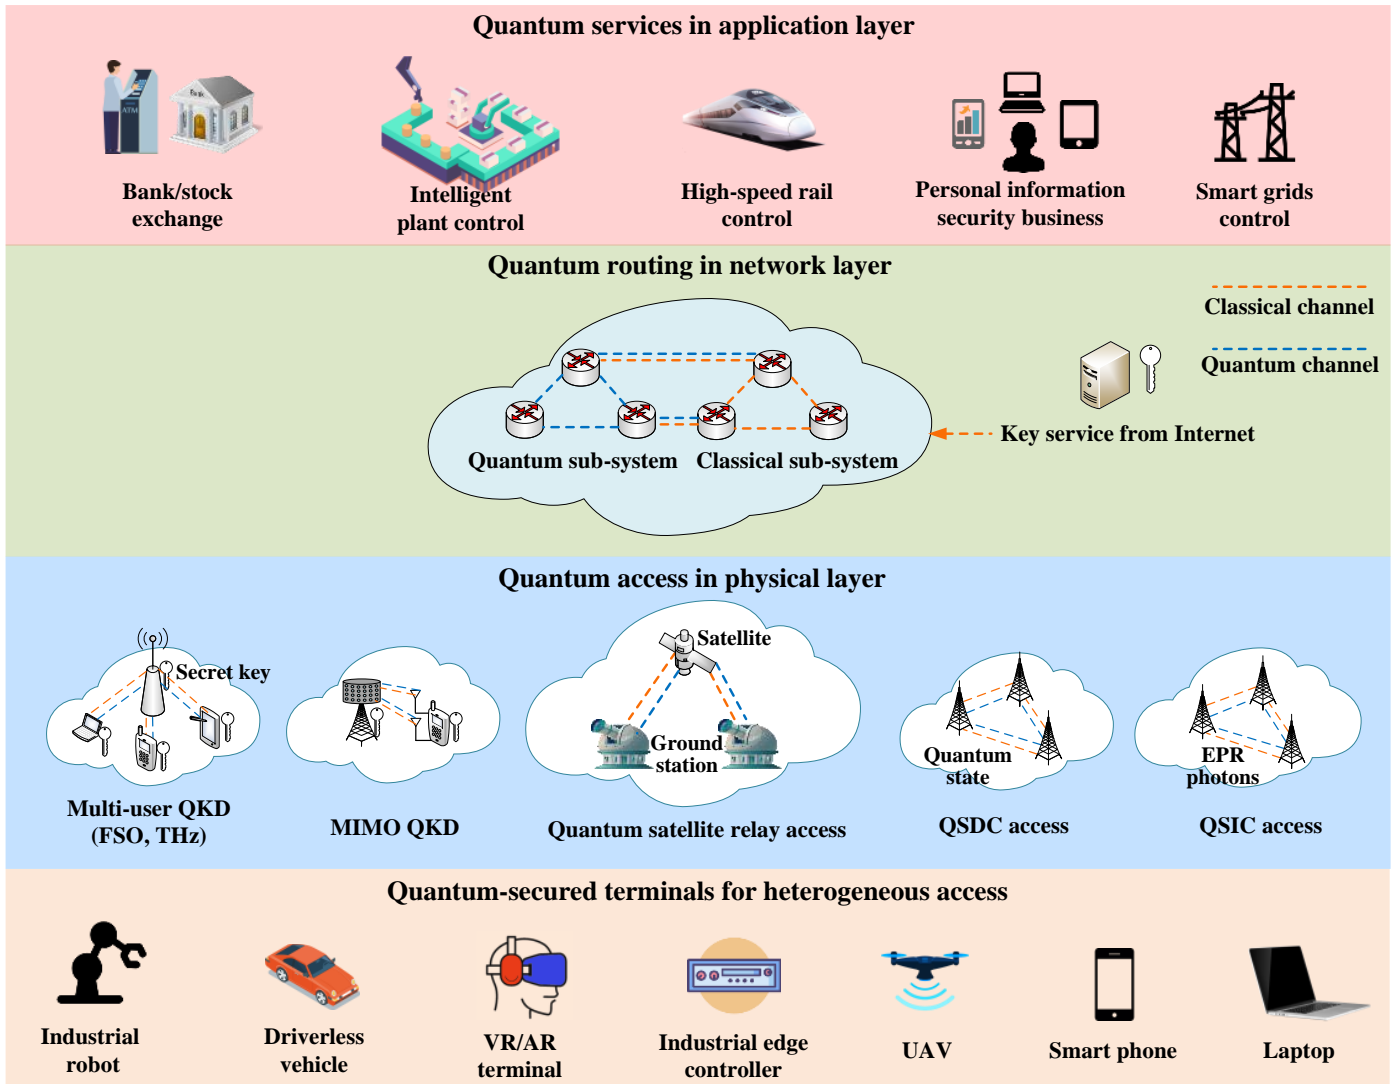 Quantum services in application layer
Bank
ATM
Bank/stock
exchange
Intelligent
plant control
High-speed rail
control
Personal information
security business
Smart grids
control
Quantum routing in network layer
Classical channel
Quantum channel
Key service from Internet
Quantum sub-system
Classical sub-system
Quantum access in physical layer
Secret key
Satellite
Ground
station
Quantum
state
EPR
photons
Multi-user QKD
(FSO, THz)
MIMO QKD
Quantum satellite relay access
QSDC access
QSIC access
Quantum-secured terminals for heterogeneous access
Industrial
robot
Driverless
vehicle
VR/AR
terminal
Industrial edge
controller
UAV
Smart phone
Laptop